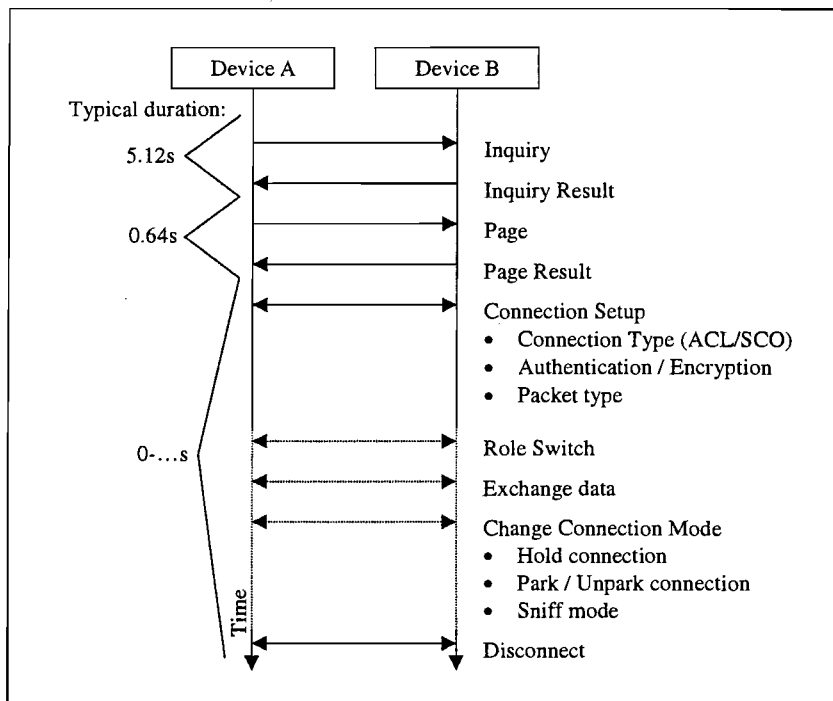 Device A
Device B
Typical duration:
5.12s
Inquiry
Inquiry Result
0.64s
Page
Page Result
Connection Setup
• Connection Type (ACL/SCO)
• Authentication / Encryption
• Packet type
0-...s
Role Switch
Exchange data
Change Connection Mode
• Hold connection
• Park / Unpark connection
• Sniff mode
Time
Disconnect